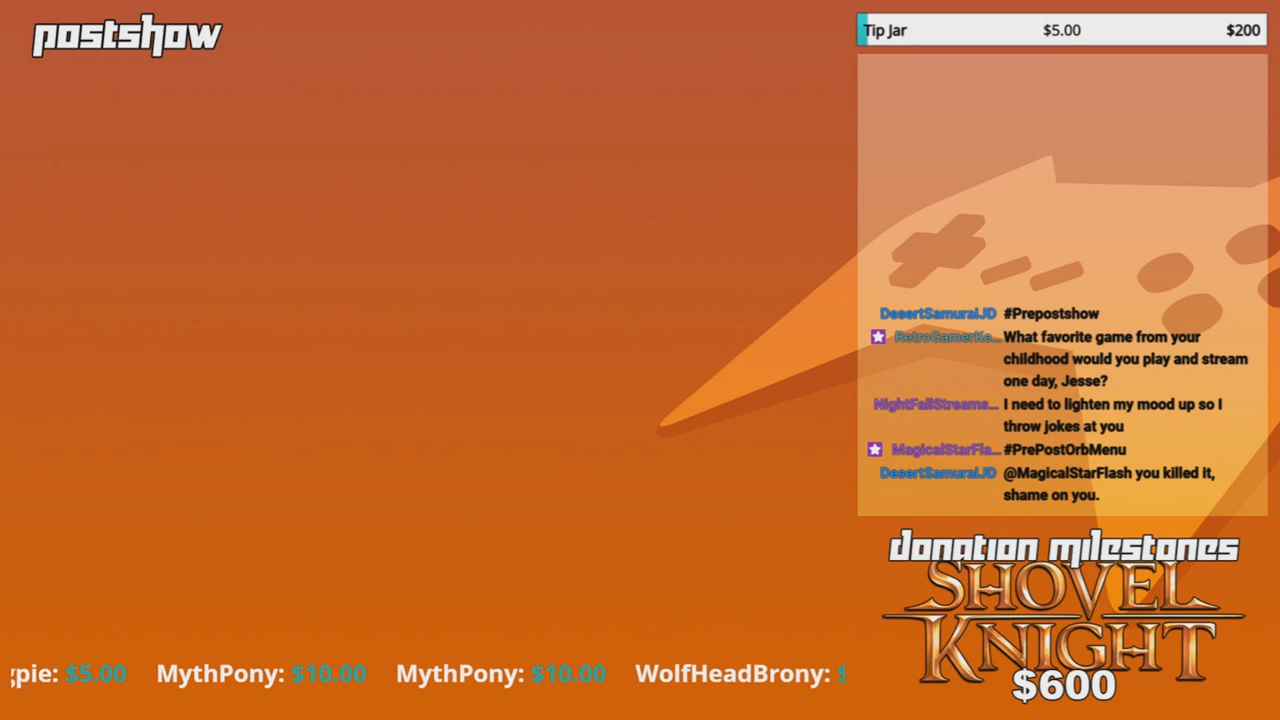 postshow
Tip Jar $5.00 $200
DesertSamuraiJD #Prepostshow
RetroGamerKe... What favorite game from your
childhood would you play and stream
one day, Jesse?
NightFallStreams... I need to lighten my mood up so I
throw jokes at you
MagicalStarFla... #PrePostOrbMenu
DesertSamuraiJD @MagicalStarFlash you killed it,
shame on you.
donation milestones
SHOVEL
KNIGHT
$600
pie: $5.00 MythPony: $10.00 MythPony: $10.00 WolfHeadBrony: